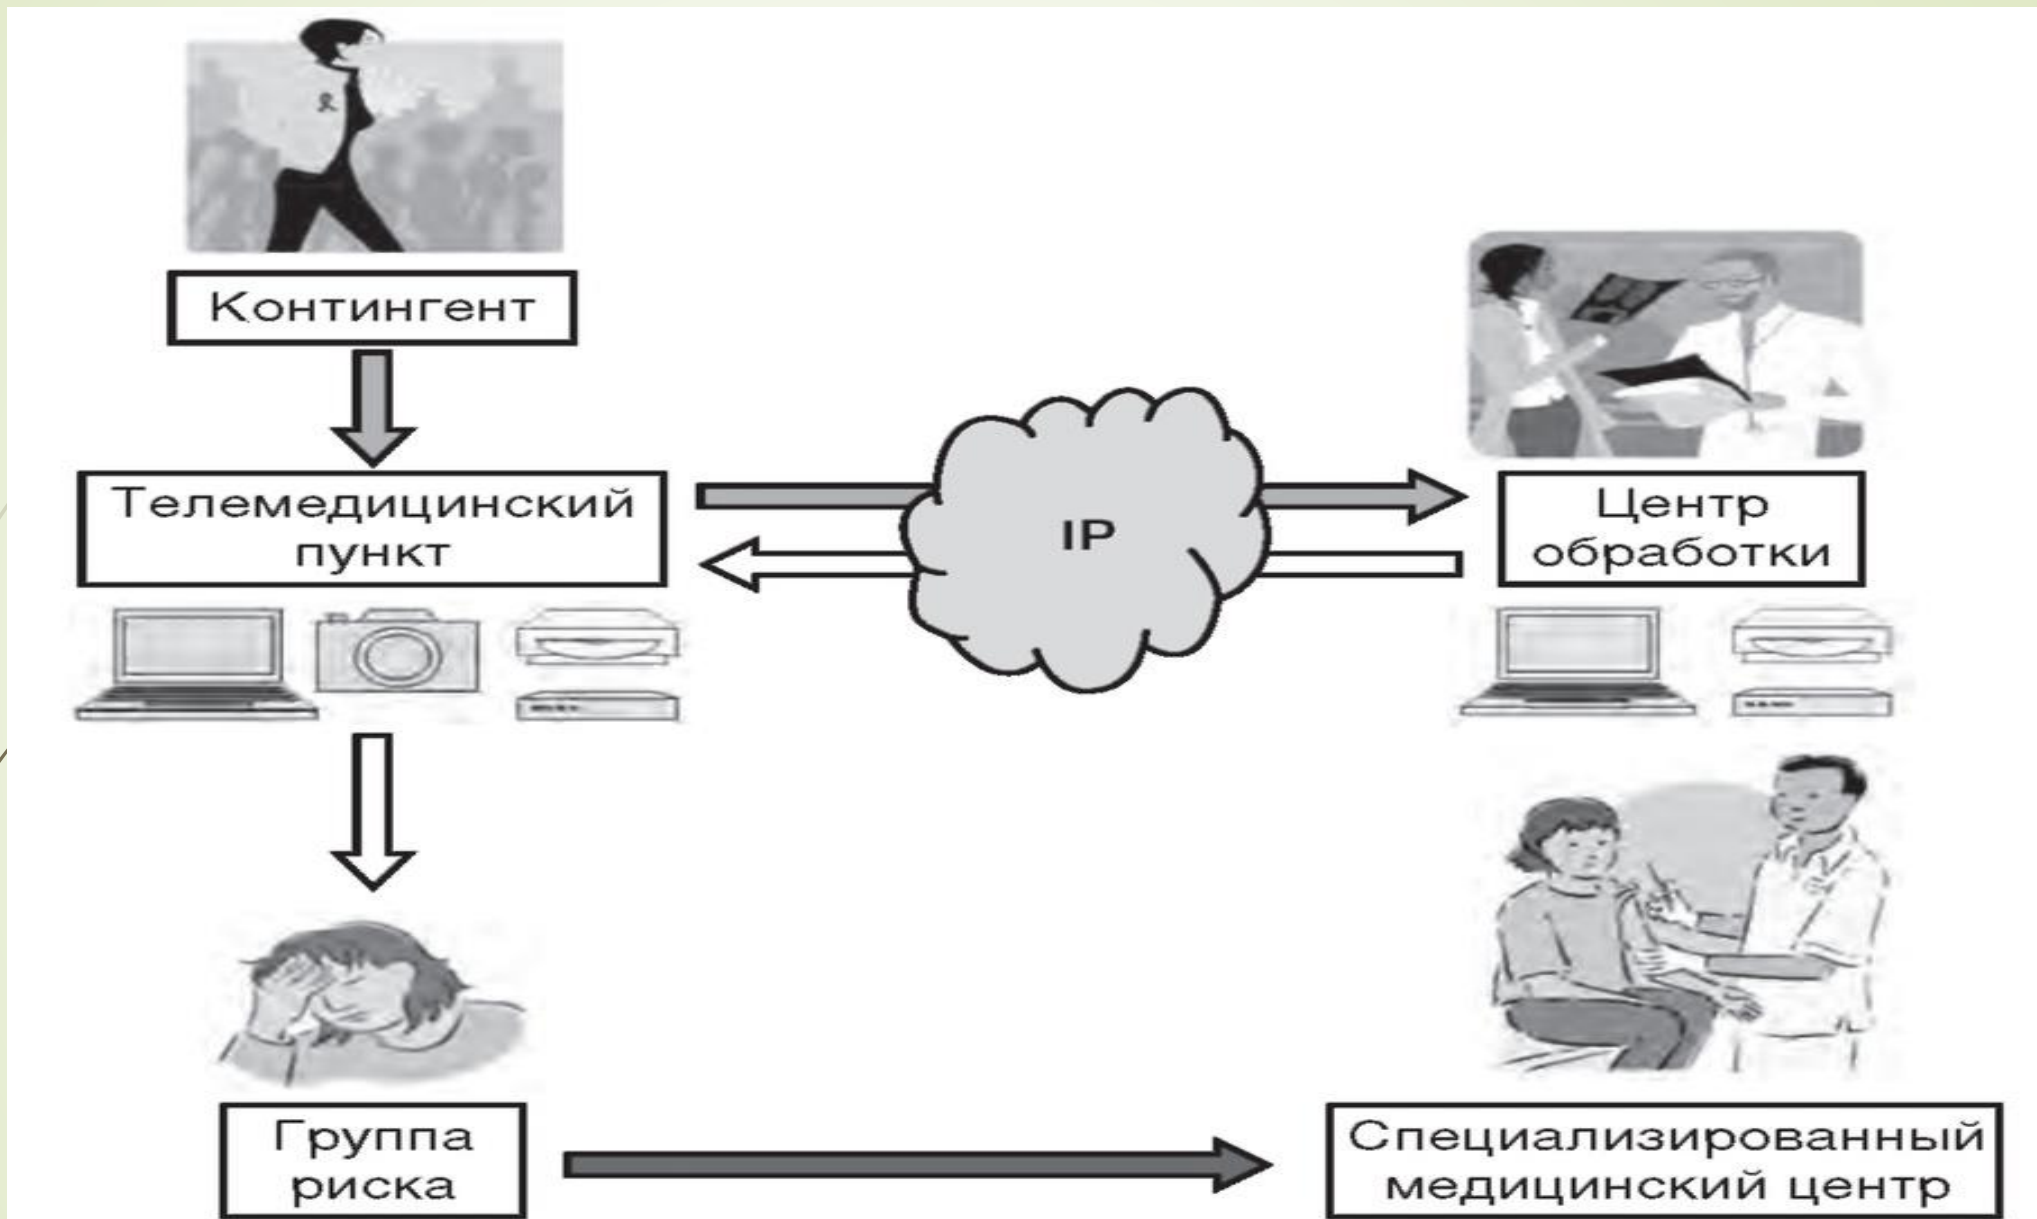 Контингент
Телемедицинский
пункт
IP
Центр
обработки
Группа
риска
Специализированный
медицинский центр